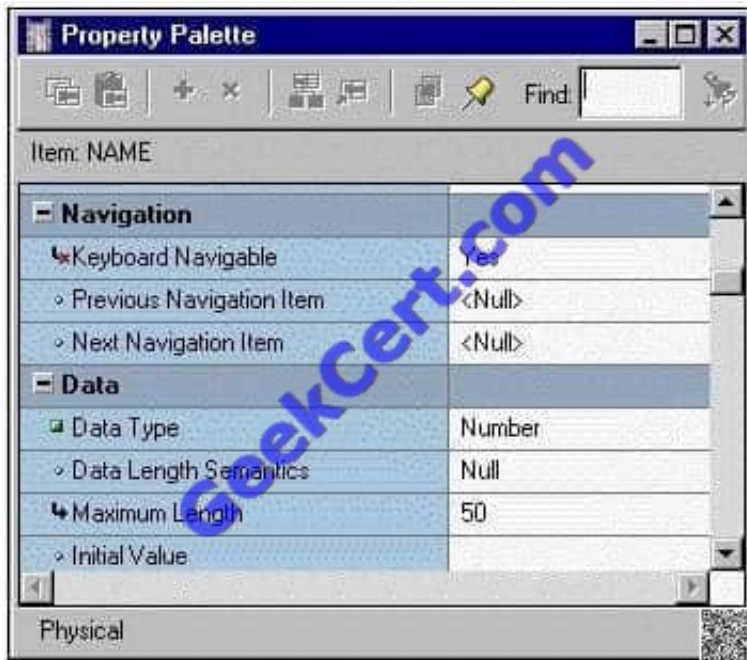 Property Palette
Find:
Item: NAME
Navigation
Keyboard Navigable Yes
Previous Navigation Item <Null>
Next Navigation Item <Null>
Data
Data Type Number
Data Length Semantics Null
Maximum Length 50
Initial Value
Physical
GeekCert.com